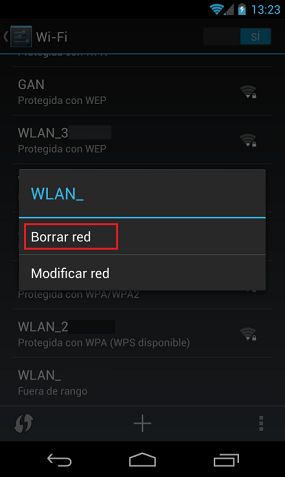 13:23
Wi-Fi
SÍ
GAN
Protegida con WEP
WLAN_3
Protegida con WEP
WLAN_
Borrar red
Modificar red
Protegida con WPA/WPA2
WLAN_2
Protegida con WPA (WPS disponible)
WLAN_
Fuera de rango